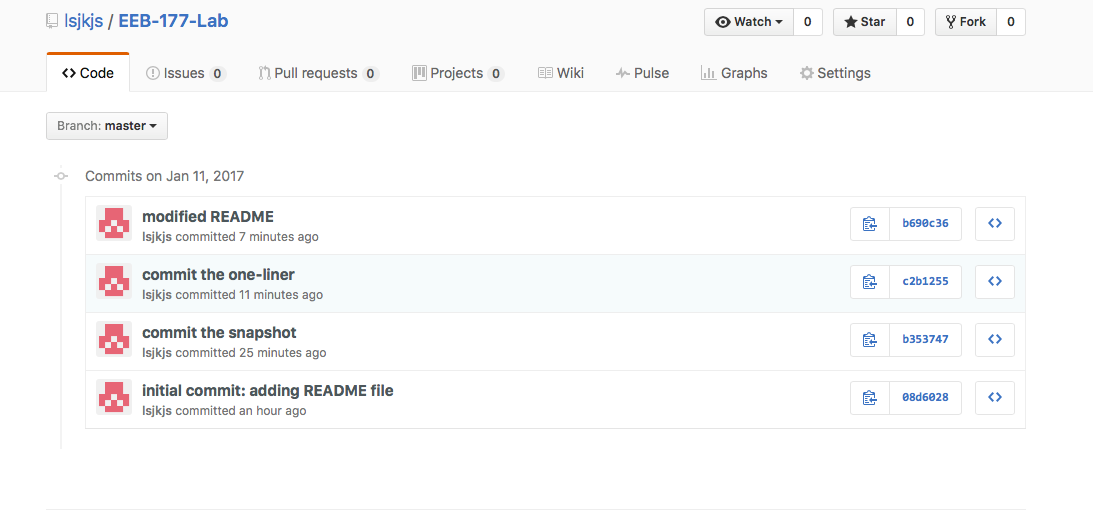 lsjkjs / EEB-177-Lab
Watch 0 Star 0 Fork 0
Code Issues 0 Pull requests 0 Projects 0 Wiki Pulse Graphs Settings
Branch: master
Commits on Jan 11, 2017
modified README
lsjkjs committed 7 minutes ago
b690c36
commit the one-liner
lsjkjs committed 11 minutes ago
c2b1255
commit the snapshot
lsjkjs committed 25 minutes ago
b353747
initial commit: adding README file
lsjkjs committed an hour ago
08d6028